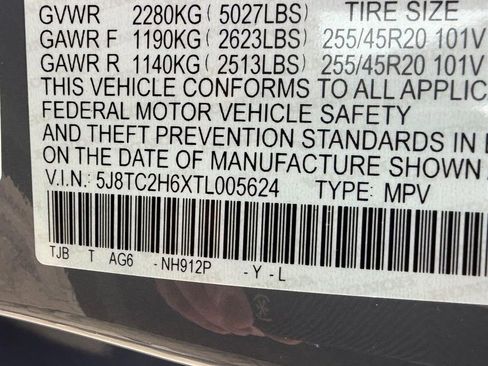 GVWR 2280KG (5027LBS) TIRE SIZE
GAWR F 1190KG (2623LBS) 255/45R20 101V
GAWR R 1140KG (2513LBS) 255/45R20 101V
THIS VEHICLE CONFORMS TO ALL APPLIC
FEDERAL MOTOR VEHICLE SAFETY
AND THEFT PREVENTION STANDARDS IN
ON THE DATE OF MANUFACTURE SHOWN
V.I.N.: 5J8TC2H6XTL005624 TYPE: MPV
TJB T AG6 - NH912P - Y - L